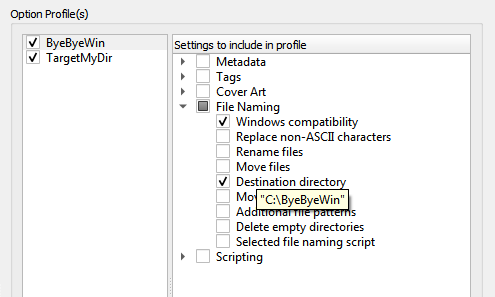 Option Profile(s)
ByeByeWin
TargetMyDir
Settings to include in profile
Metadata
Tags
Cover Art
File Naming
Windows compatibility
Replace non-ASCII characters
Rename files
Move files
Destination directory
"C:\ByeByeWin"
Additional file patterns
Delete empty directories
Selected file naming script
Scripting